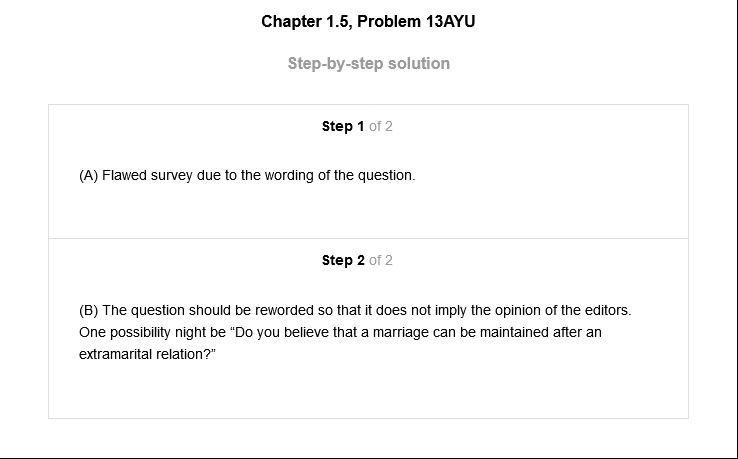 Chapter 1.5, Problem 13AYU
Step-by-step solution
Step 1 of 2
(A) Flawed survey due to the wording of the question.
Step 2 of 2
(B) The question should be reworded so that it does not imply the opinion of the editors.
One possibility night be “Do you believe that a marriage can be maintained after an
extramarital relation?”